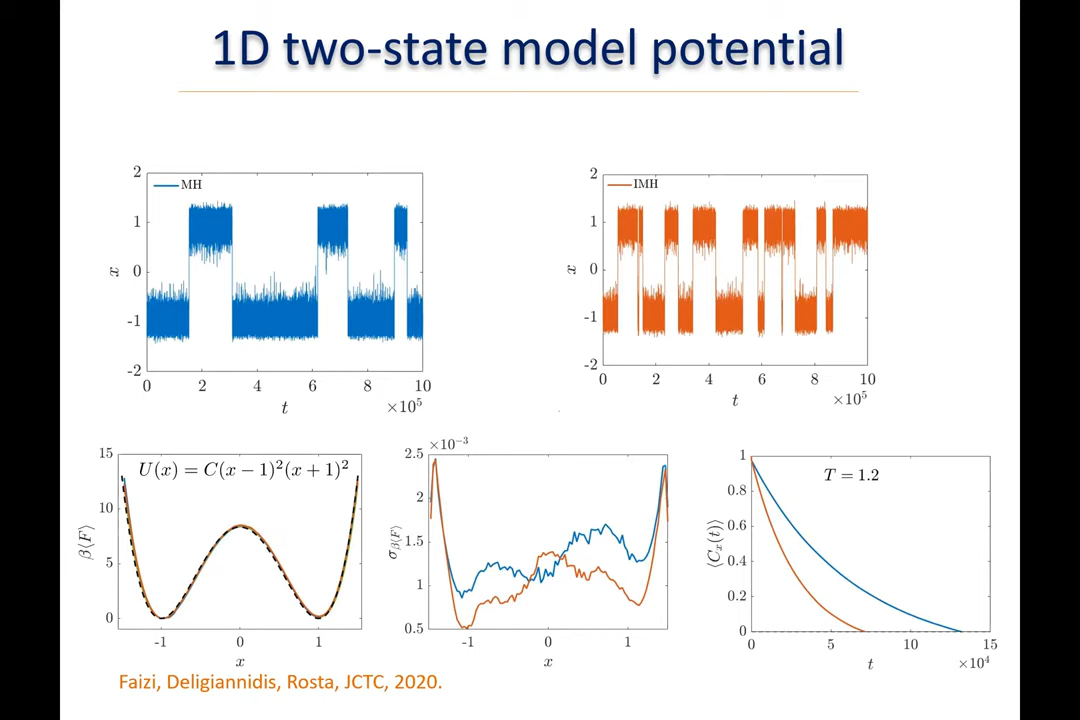 1D two-state model potential
MH
2
1
0
-1
-2
x
0 2 4 6 8 10
×10⁵
t
IMH
2
1
0
-1
-2
x
0 2 4 6 8 10
×10⁵
t
U(x) = C(x − 1)²(x + 1)²
15
10
5
0
β⟨F⟩
-1 0 1
x
×10⁻³
2.5
2
1.5
1
0.5
σβ⟨F⟩
-1 0 1
x
T = 1.2
1
0.8
0.6
0.4
0.2
0
⟨Cₓ(t)⟩
0 5 10 15
×10⁴
t
Faizi, Deligiannidis, Rosta, JCTC, 2020.